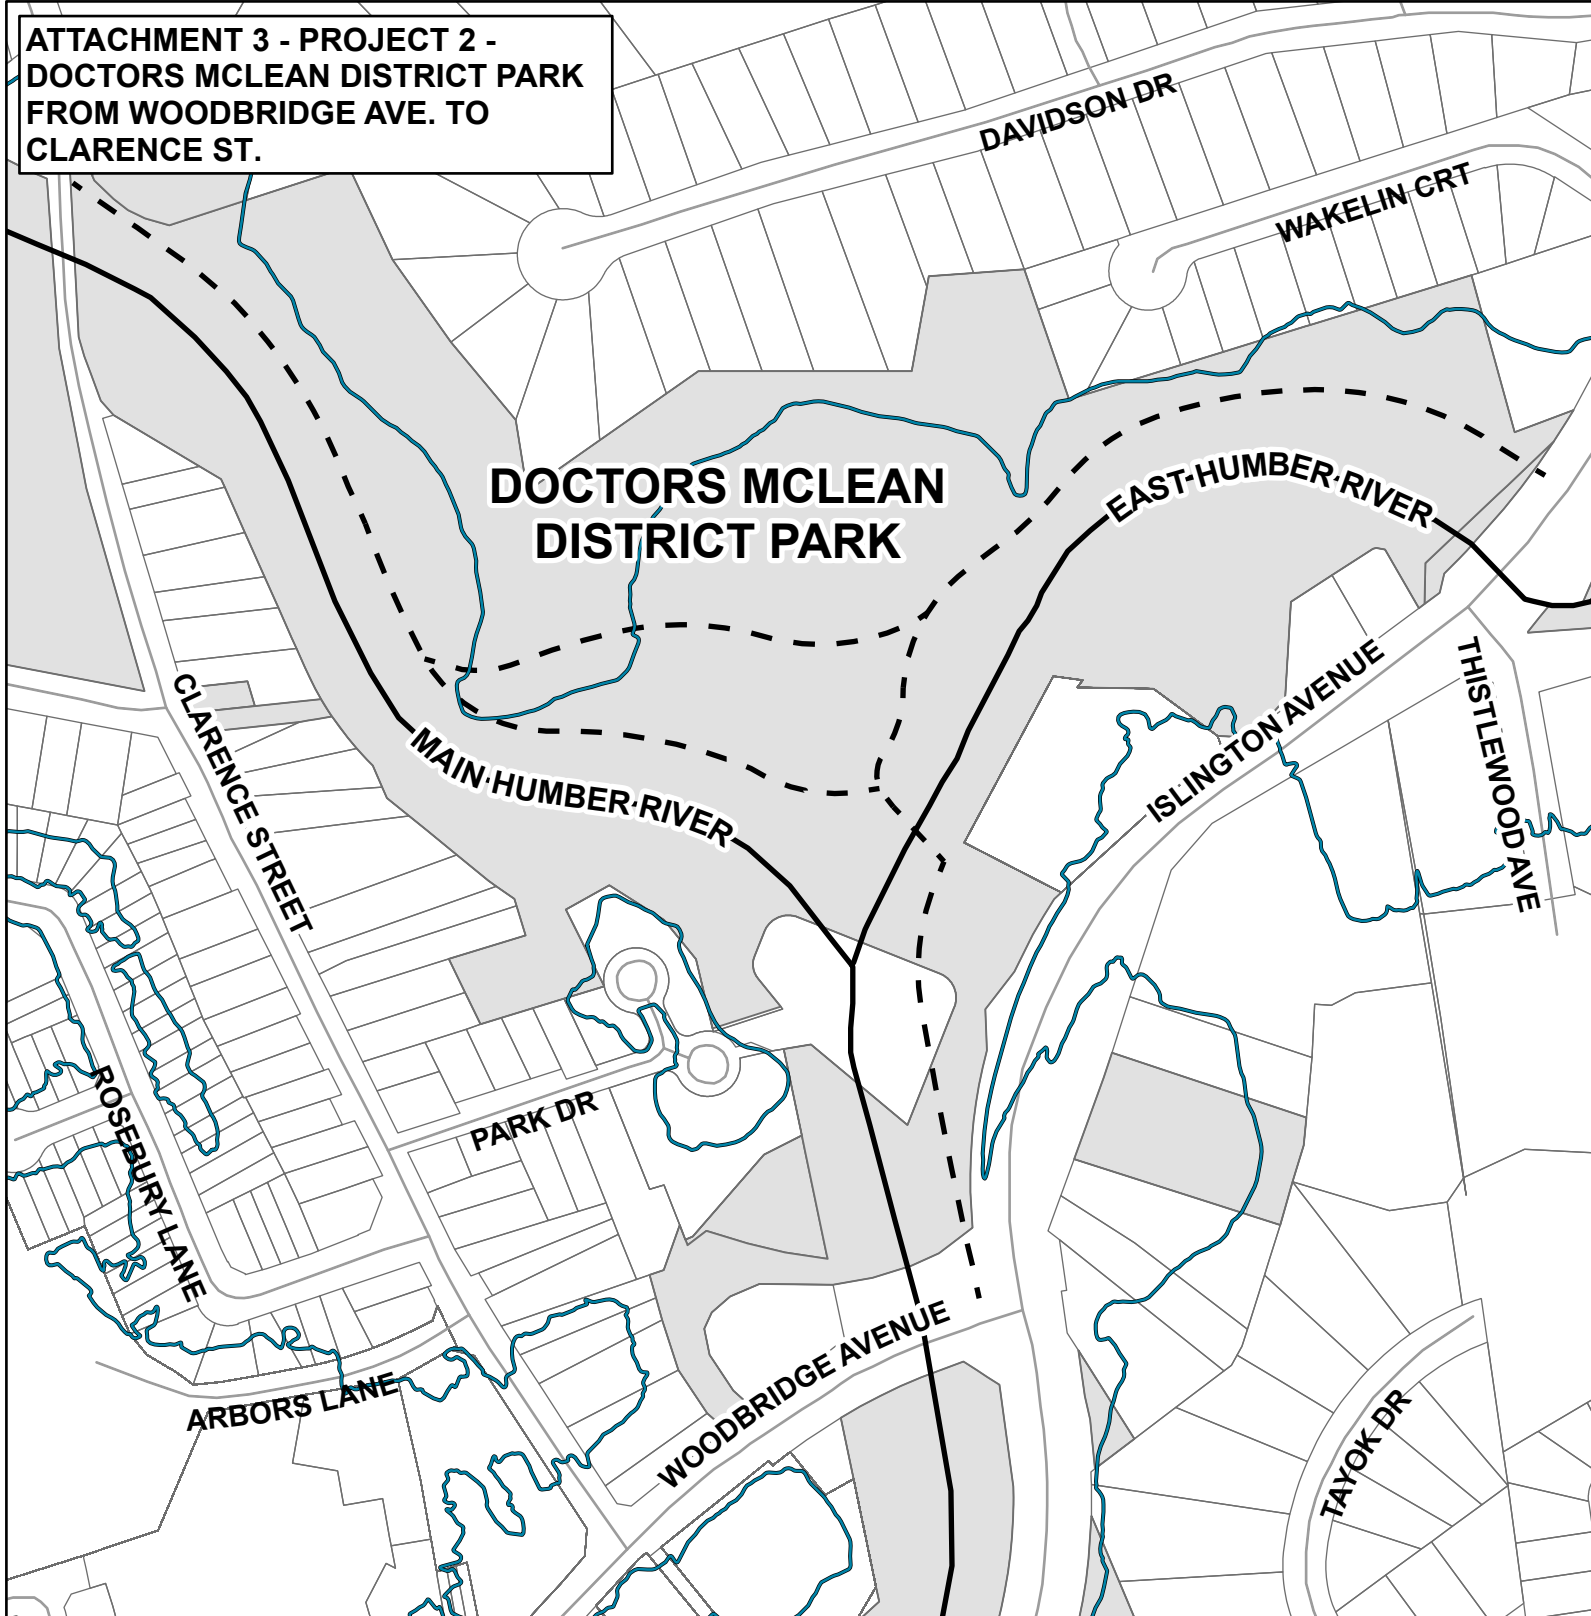 ATTACHMENT 3 - PROJECT 2 -
DOCTORS MCLEAN DISTRICT PARK
FROM WOODBRIDGE AVE. TO
CLARENCE ST.
DAVIDSON DR
WAKELIN CRT
DOCTORS MCLEAN
DISTRICT PARK
EAST HUMBER RIVER
CLARENCE STREET
MAIN HUMBER RIVER
ISLINGTON AVENUE
THISTLEWOOD AVE
ROSEBURY LANE
PARK DR
WOODBRIDGE AVENUE
ARBORS LANE
TAYOK DR